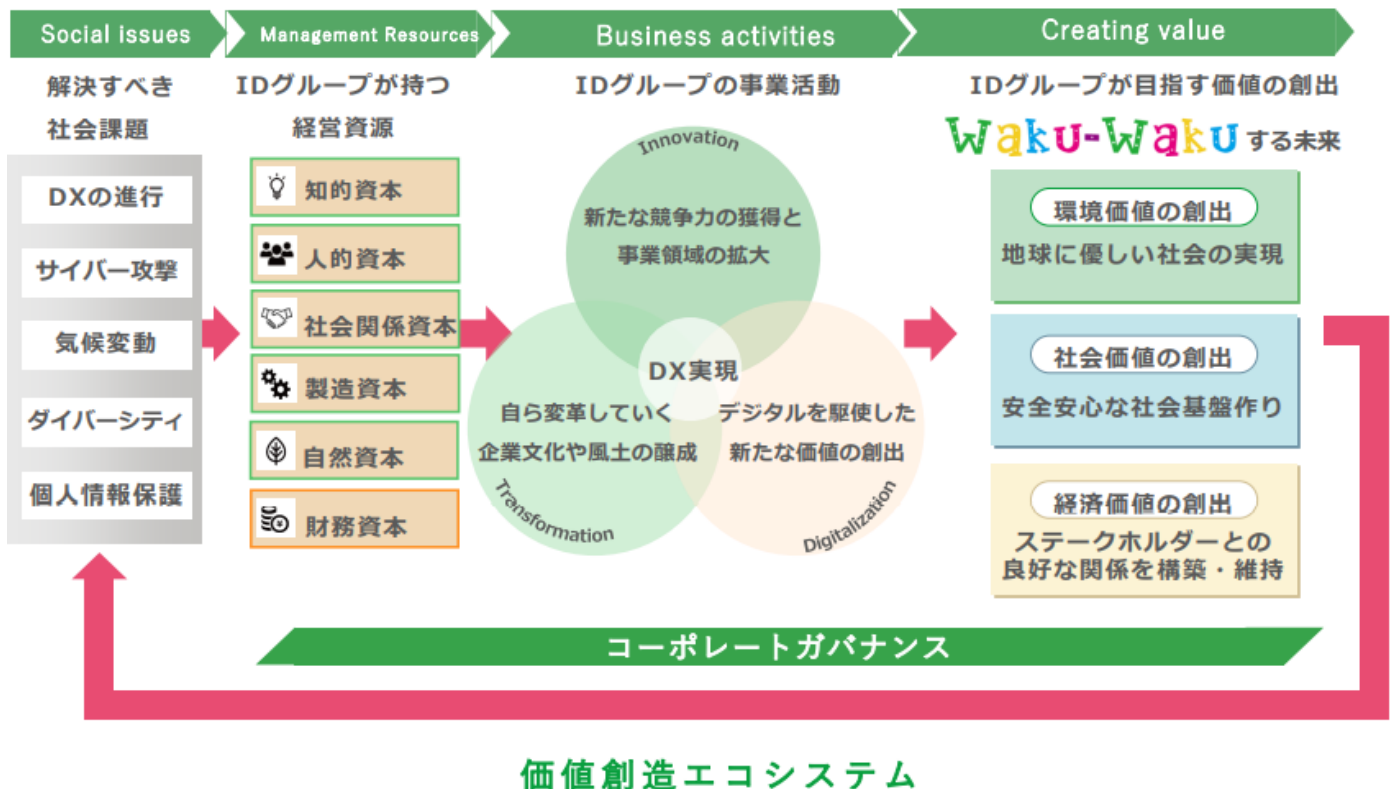 Social issues
Management Resources
Business activities
Creating value
解決すべき
社会課題
DXの進行
サイバー攻撃
気候変動
ダイバーシティ
個人情報保護
IDグループが持つ
経営資源
知的資本
人的資本
社会関係資本
製造資本
自然資本
財務資本
IDグループの事業活動
Innovation
新たな競争力の獲得と
事業領域の拡大
DX実現
自ら変革していく
企業文化や風土の醸成
Transformation
デジタルを駆使した
新たな価値の創出
Digitalization
IDグループが目指す価値の創出
Waku-Wakuする未来
環境価値の創出
地球に優しい社会の実現
社会価値の創出
安全安心な社会基盤作り
経済価値の創出
ステークホルダーとの
良好な関係を構築・維持
コーポレートガバナンス
価値創造エコシステム